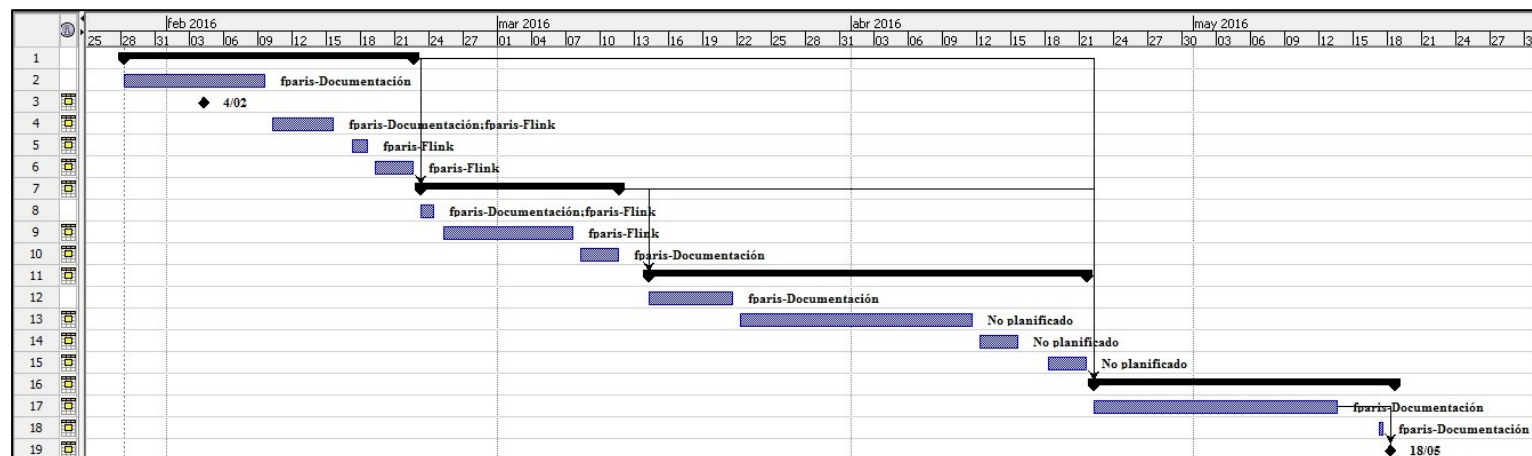 feb 2016 mar 2016 abr 2016 may 2016
25 28 31 03 06 09 12 15 18 21 24 27 01 04 07 10 13 16 19 22 25 28 31 03 06 09 12 15 18 21 24 27 30 03 06 09 12 15 18 21 24 27
1
2 fparis-Documentación
3 4/02
4 fparis-Documentación;fparis-Flink
5 fparis-Flink
6 fparis-Flink
7
8 fparis-Documentación;fparis-Flink
9 fparis-Flink
10 fparis-Documentación
11
12 fparis-Documentación
13 No planificado
14 No planificado
15 No planificado
16
17 fparis-Documentación
18 fparis-Documentación
19 18/05